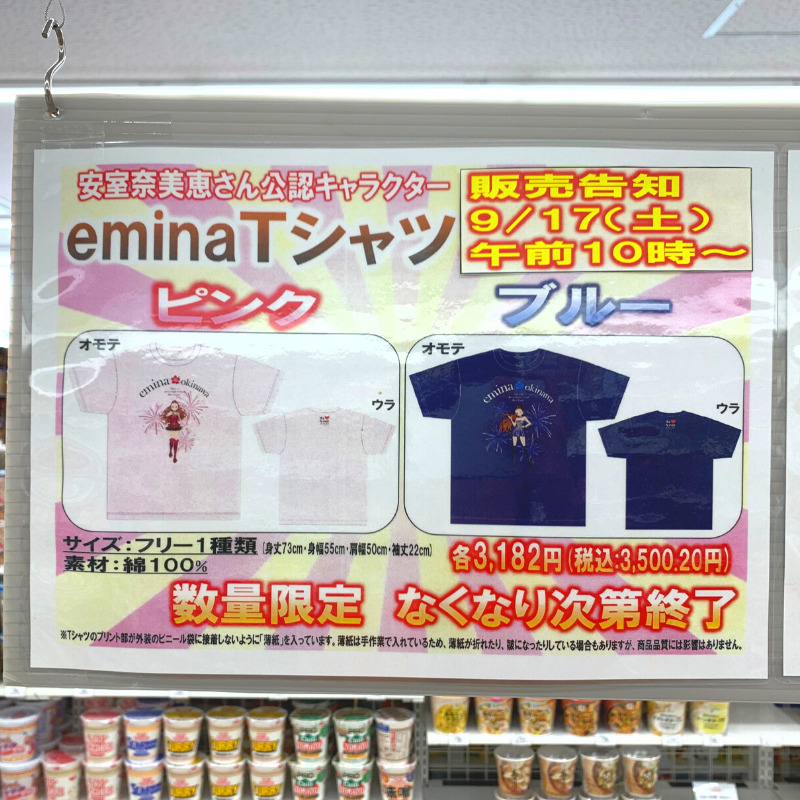 安室奈美恵さん公認キャラクター
eminaTシャツ
販売告知
9/17(土)
午前10時～
ピンク
ブルー
オモテ
emina okinawa
ウラ
オモテ
emina okinawa
ウラ
サイズ：フリー1種類 [身丈73cm・身幅55cm・肩幅50cm・袖丈22cm]
素材：綿100%
各3,182円(税込:3,500.20円)
数量限定 なくなり次第終了
※Tシャツのプリント部が外装のビニール袋に接着しないように「薄紙」を入っています。薄紙は手作業で入れているため、薄紙が折れたり、皺になったりしている場合もありますが、商品品質には影響はありません。